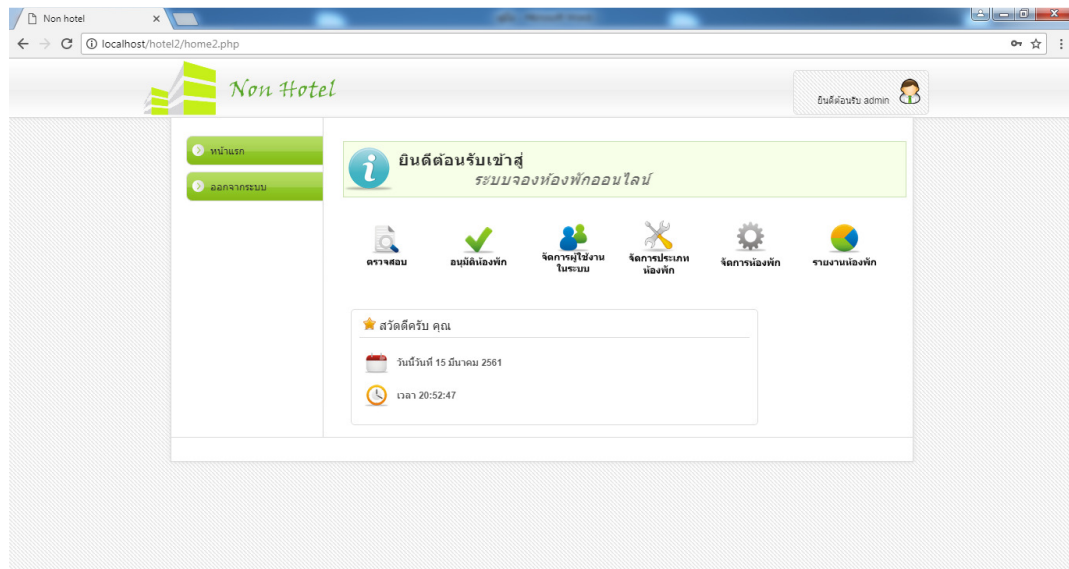 Non hotel
localhost/hotel2/home2.php
Non Hotel
ยินดีต้อนรับ admin
หน้าแรก
ออกจากระบบ
ยินดีต้อนรับเข้าสู่
ระบบจองห้องพักออนไลน์
ตรวจสอบ
อนุมัติห้องพัก
จัดการผู้ใช้งาน
ในระบบ
จัดการประเภท
ห้องพัก
จัดการห้องพัก
รายงานห้องพัก
สวัดดีครับ คุณ
วันนี้วันที่ 15 มีนาคม 2561
เวลา 20:52:47